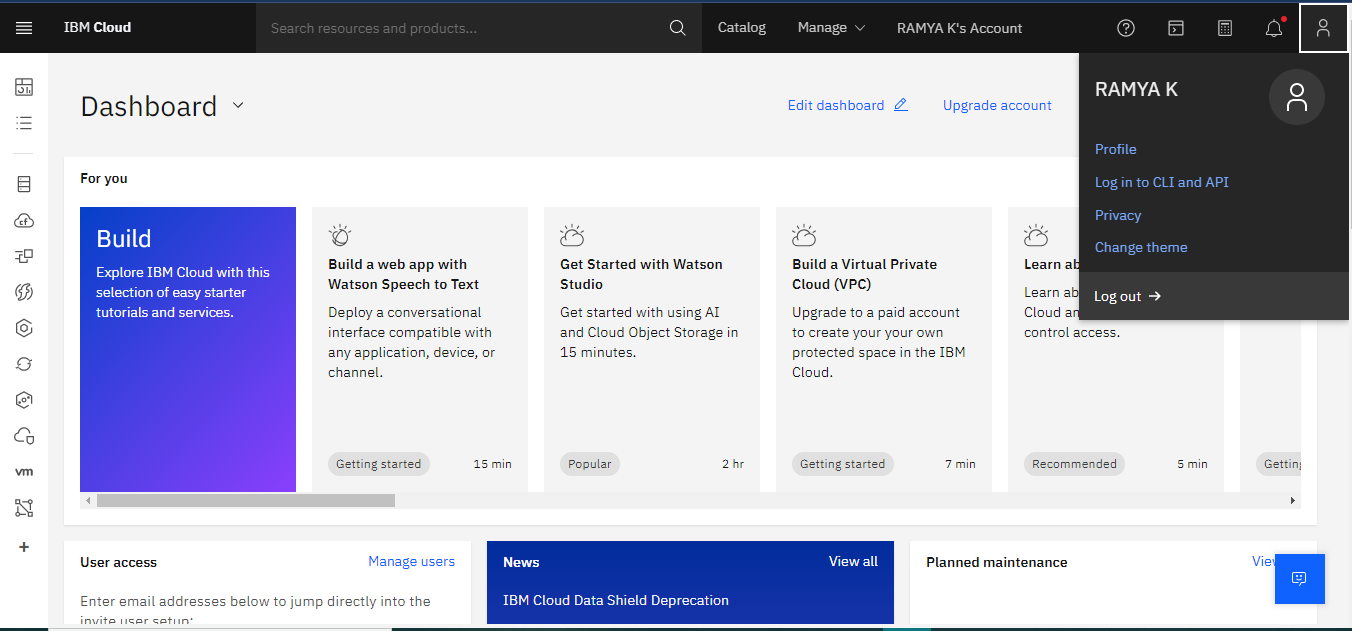 IBM Cloud
Search resources and products...
Catalog
Manage
RAMYA K's Account
RAMYA K
Profile
Log in to CLI and API
Privacy
Change theme
Log out
Dashboard
Edit dashboard
Upgrade account
For you
Build
Explore IBM Cloud with this
selection of easy starter
tutorials and services.
Build a web app with
Watson Speech to Text
Deploy a conversational
interface compatible with
any application, device, or
channel.
Getting started
15 min
Get Started with Watson
Studio
Get started with using AI
and Cloud Object Storage in
15 minutes.
Popular
2 hr
Build a Virtual Private
Cloud (VPC)
Upgrade to a paid account
to create your your own
protected space in the IBM
Cloud.
Getting started
7 min
Learn ab
Learn ab
Cloud an
control access.
Recommended
5 min
Getting
cf
vm
User access
Manage users
Enter email addresses below to jump directly into the
invite user setup:
News
View all
IBM Cloud Data Shield Deprecation
Planned maintenance
View